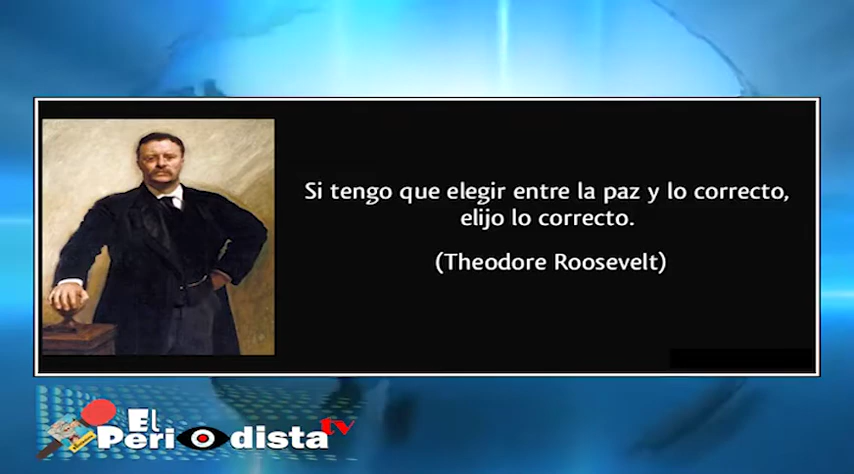 Si tengo que elegir entre la paz y lo correcto,
elijo lo correcto.
(Theodore Roosevelt)
El
Periodista tv